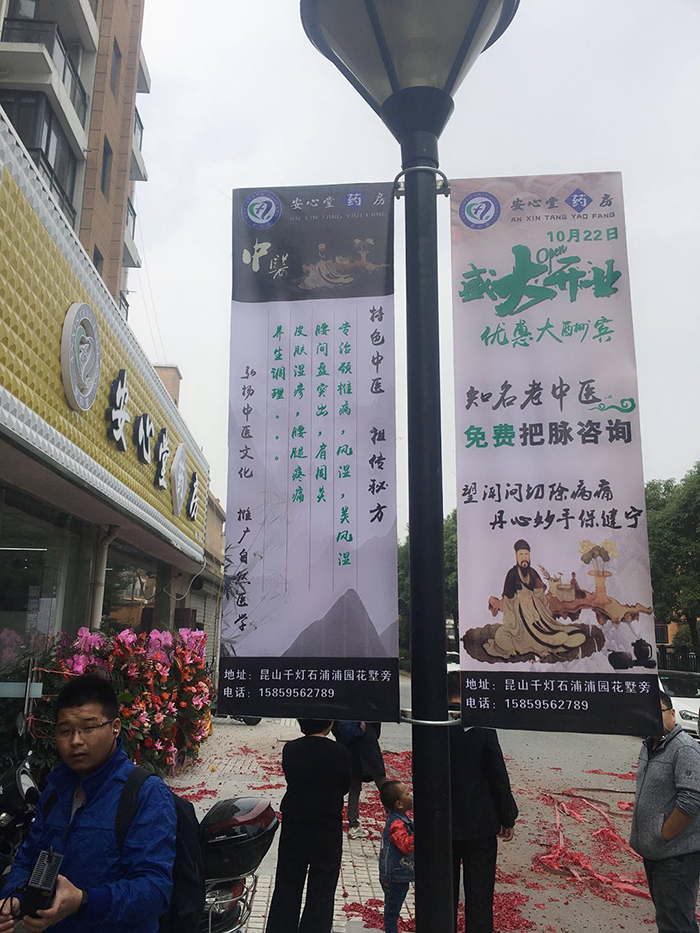 安心堂药房
安心堂药房
AN XIN TANG YAO FANG
中医
特色中医 祖传秘方
专治颈椎病,风湿,类风湿
腰间盘突出,肩周炎
皮肤湿疹,腰腿疼痛
养生调理...
弘扬中医文化 推广自然医学
地址:昆山千灯石浦浦园花墅旁
电话:15859562789
安心堂药房
AN XIN TANG YAO FANG
10月22日
Open
盛大开业
优惠大酬宾
知名老中医
免费把脉咨询
望闻问切除病痛
丹心妙手保健宁
地址:昆山千灯石浦浦园花墅旁
电话:15859562789